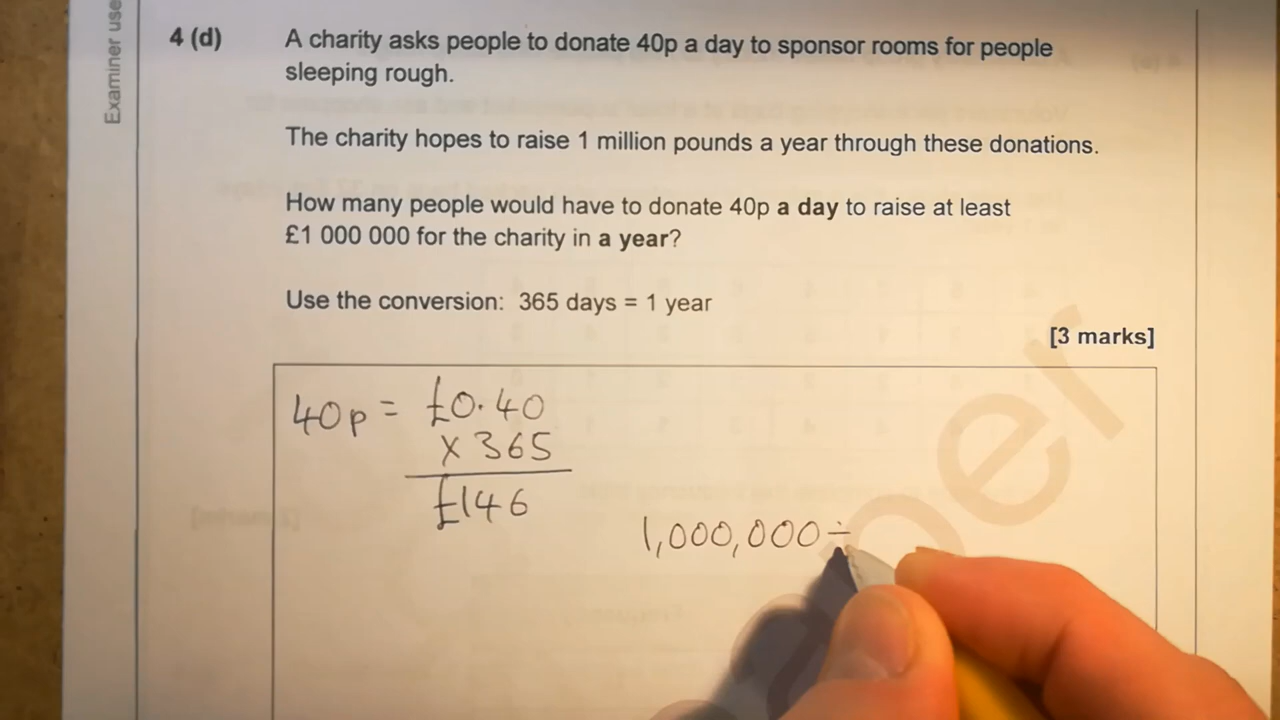 Examiner use
4 (d) A charity asks people to donate 40p a day to sponsor rooms for people
sleeping rough.
The charity hopes to raise 1 million pounds a year through these donations.
How many people would have to donate 40p a day to raise at least
£1 000 000 for the charity in a year?
Use the conversion: 365 days = 1 year
[3 marks]
40p = £0.40
x 365
£146
1,000,000 ÷